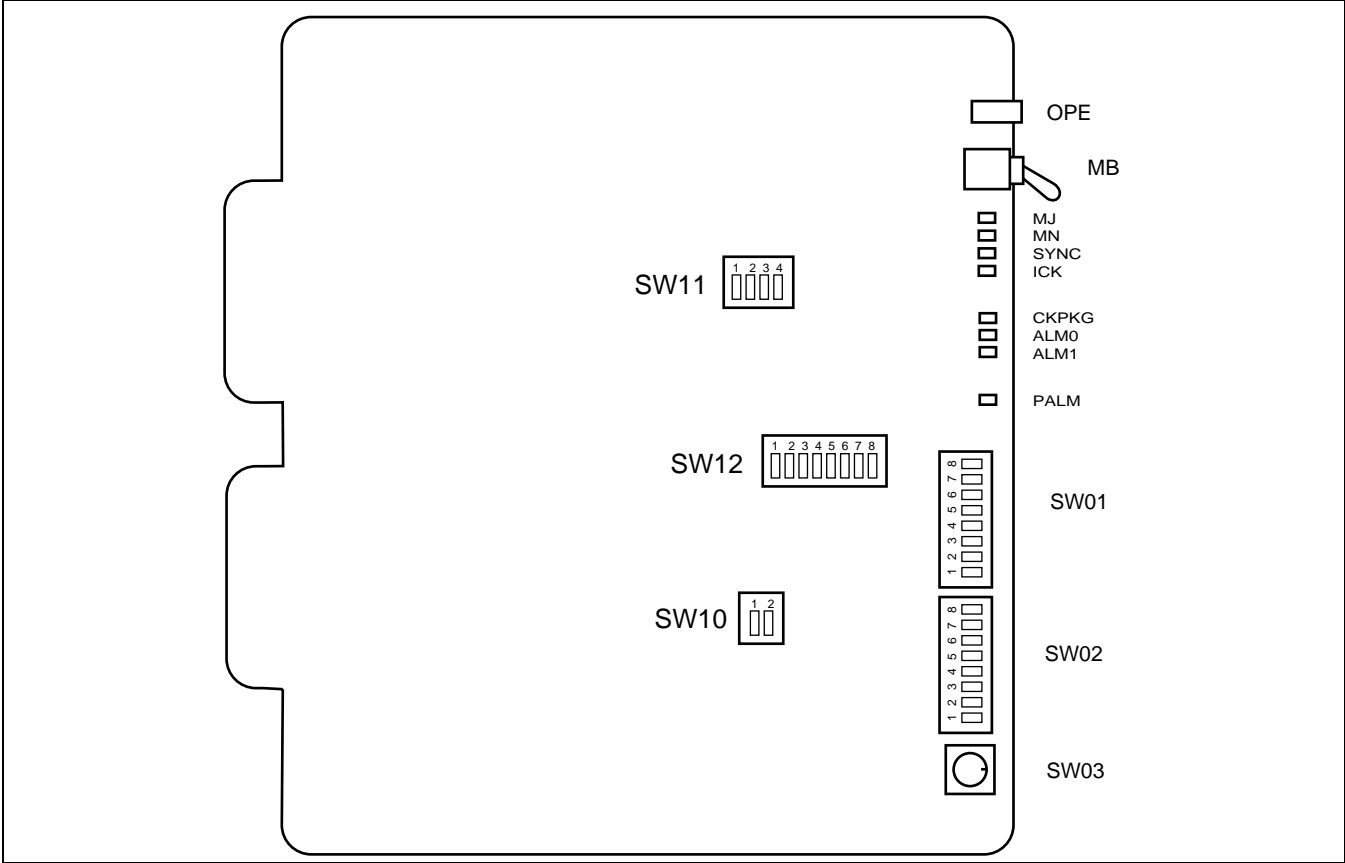 OPE
MB
MJ
MN
SYNC
ICK
SW11
1 2 3 4
CKPKG
ALM0
ALM1
PALM
SW12
1 2 3 4 5 6 7 8
8 7 6 5 4 3 2 1
SW01
SW10
1 2
8 7 6 5 4 3 2 1
SW02
SW03